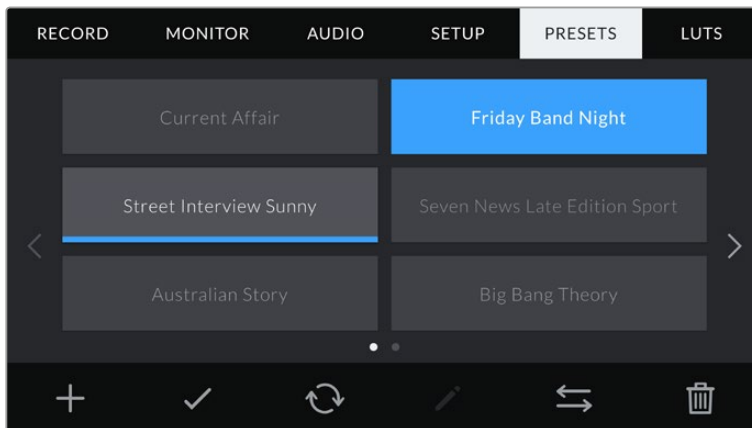 RECORD MONITOR AUDIO SETUP PRESETS LUTS
Current Affair Friday Band Night
Street Interview Sunny Seven News Late Edition Sport
Australian Story Big Bang Theory